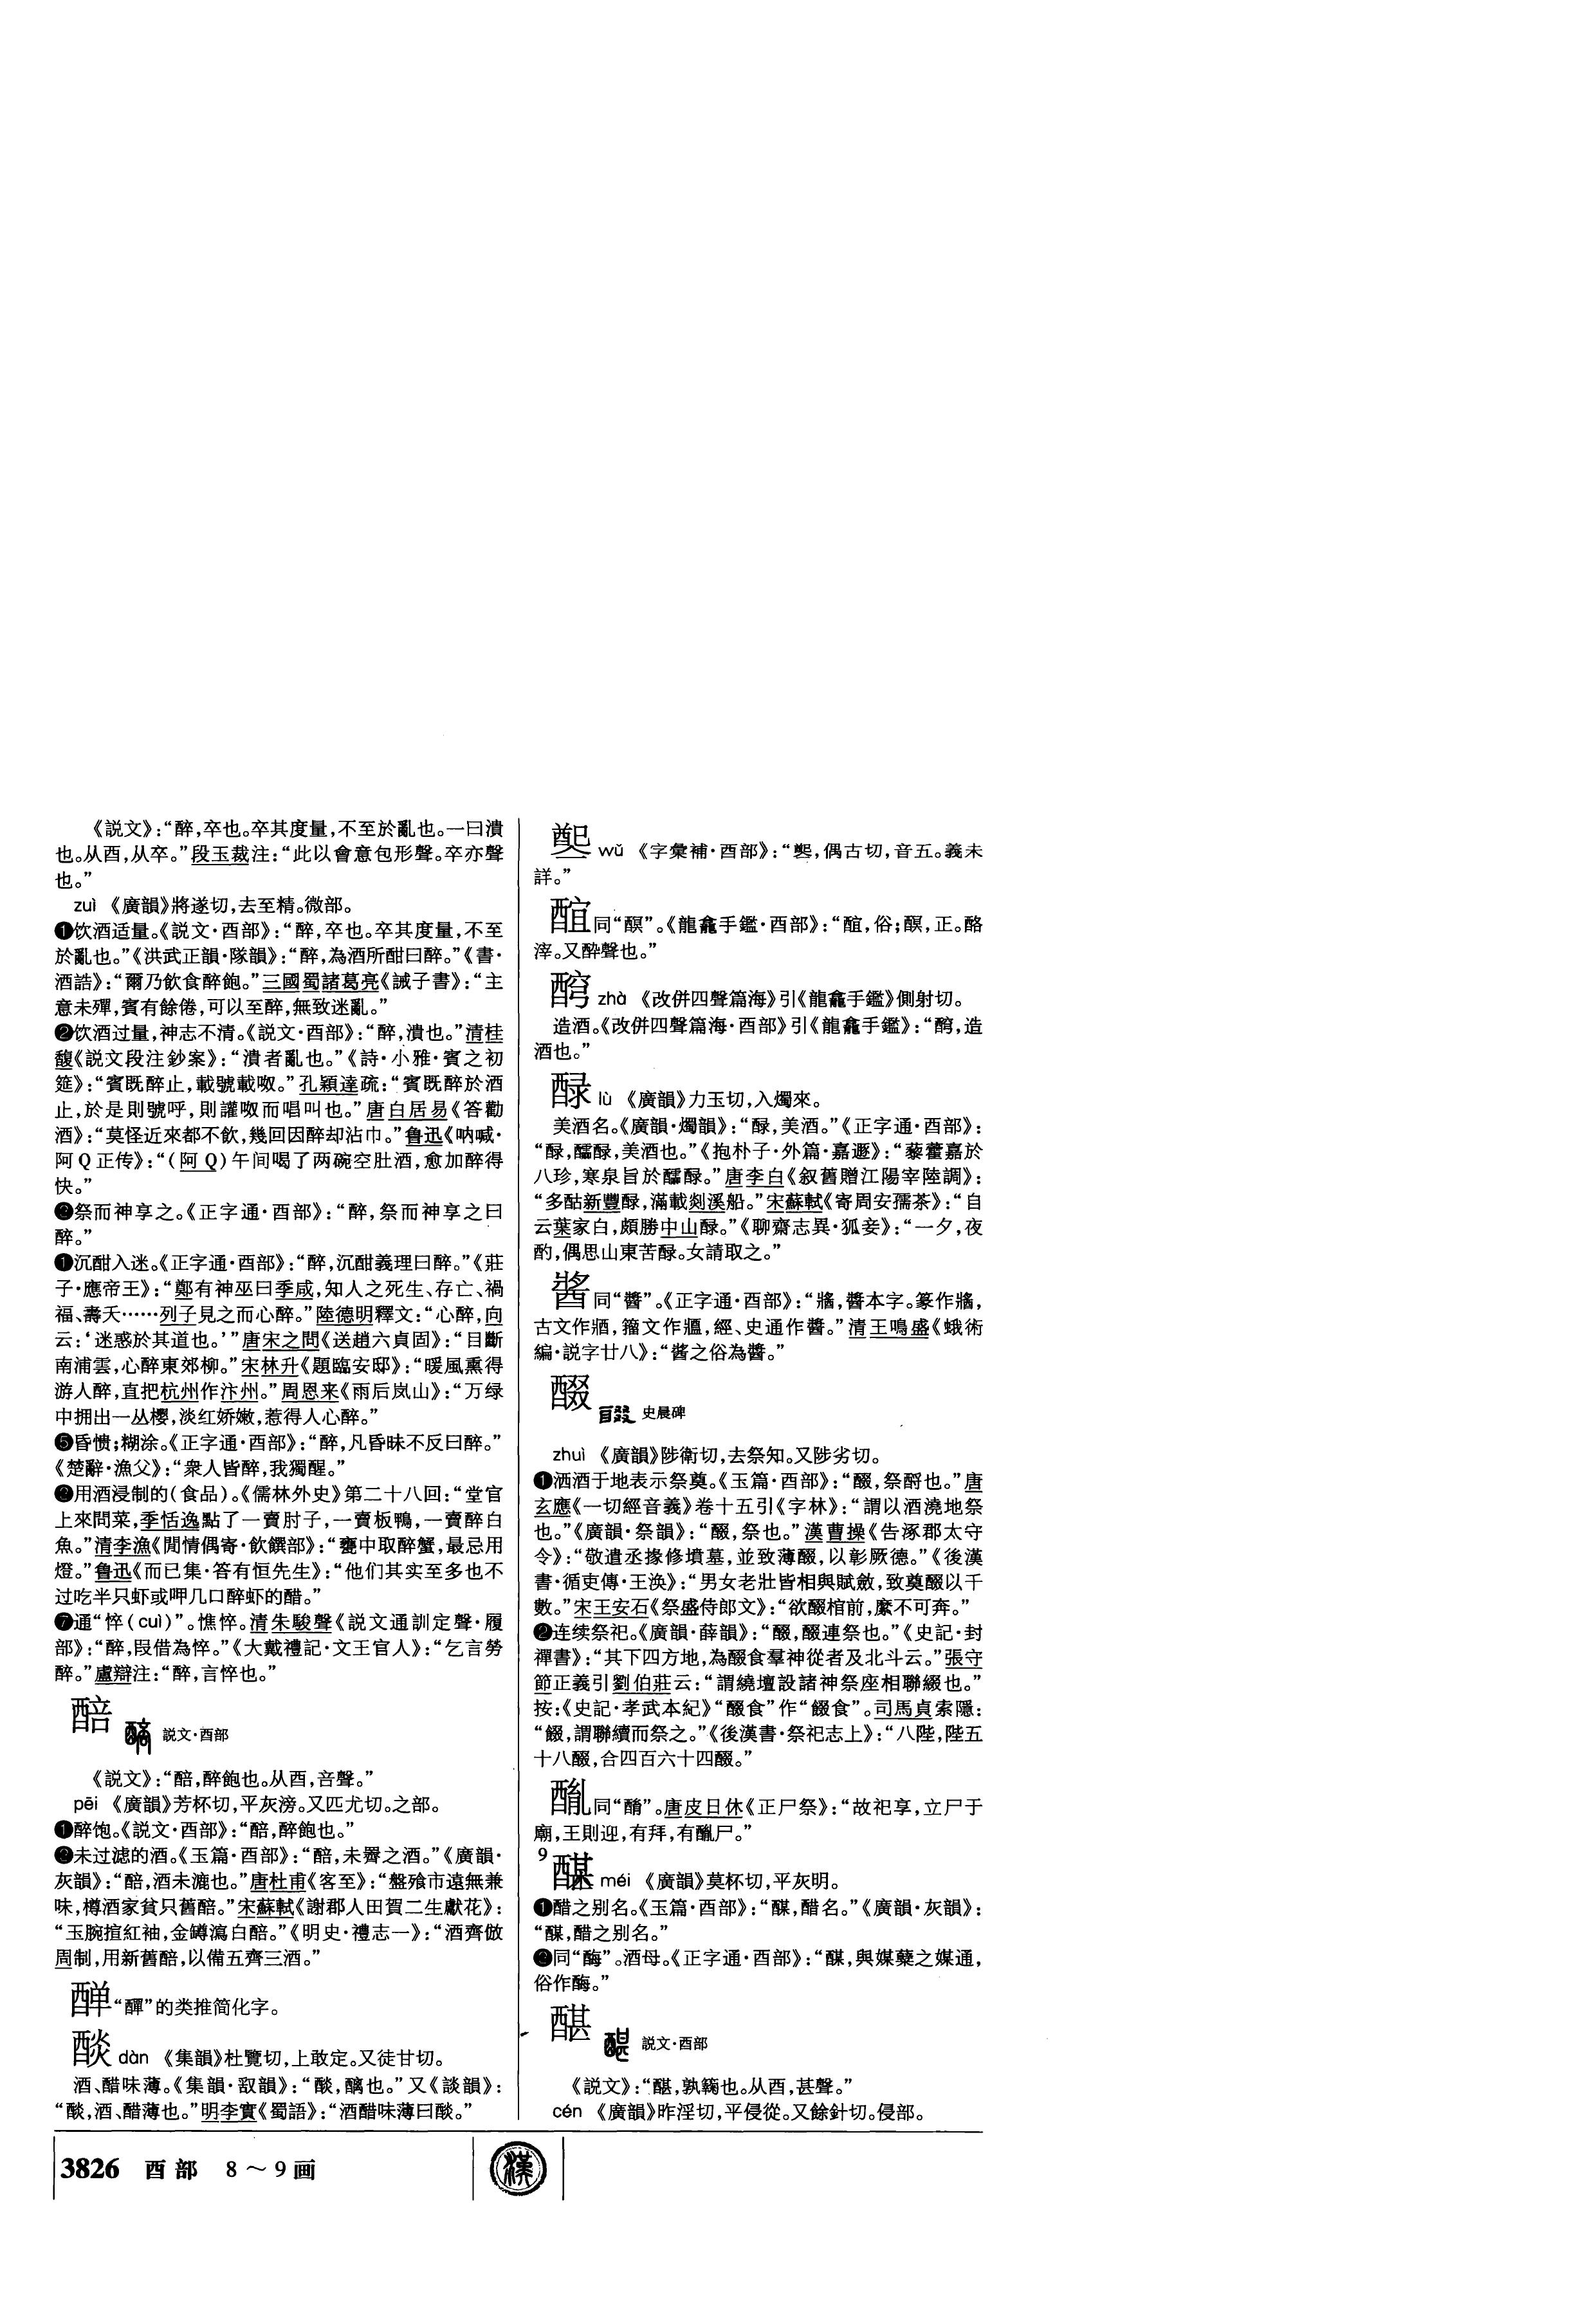 《説文》：“醉，卒也。卒其度量，不至於亂也。一曰潰
也。从酉，从卒。”段玉裁注：“此以會意包形聲。卒亦聲
也。”
zuì 《廣韻》將遂切，去至精。微部。
❶饮酒适量。《説文·酉部》：“醉，卒也。卒其度量，不至
於亂也。”《洪武正韻·隊韻》：“醉，為酒所酣曰醉。”《書·
酒誥》：“爾乃飲食醉飽。”三國蜀諸葛亮《誡子書》：“主
意未殫，賓有餘倦，可以至醉，無致迷亂。”
❷饮酒过量，神志不清。《説文·酉部》：“醉，潰也。”清桂
馥《説文段注鈔案》：“潰者亂也。”《詩·小雅·賓之初
筵》：“賓既醉止，載號載呶。”孔穎達疏：“賓既醉於酒
止，於是則號呼，則讙呶而唱叫也。”唐白居易《答勸
酒》：“莫怪近來都不飲，幾回因醉却沾巾。”鲁迅《呐喊·
阿Q正传》：“（阿Q）午间喝了两碗空肚酒，愈加醉得
快。”
❸祭而神享之。《正字通·酉部》：“醉，祭而神享之曰
醉。”
❹沉酣入迷。《正字通·酉部》：“醉，沉酣義理曰醉。”《莊
子·應帝王》：“鄭有神巫曰季咸，知人之死生、存亡、禍
福、壽夭……列子見之而心醉。”陸德明釋文：“心醉，向
云：‘迷惑於其道也。’”唐宋之問《送趙六貞固》：“目斷
南浦雲，心醉東郊柳。”宋林升《題臨安邸》：“暖風熏得
游人醉，直把杭州作汴州。”周恩来《雨后岚山》：“万绿
中拥出一丛樱，淡红娇嫩，惹得人心醉。”
❺昏愦；糊涂。《正字通·酉部》：“醉，凡昏昧不反曰醉。”
《楚辭·漁父》：“衆人皆醉，我獨醒。”
❻用酒浸制的（食品）。《儒林外史》第二十八回：“堂官
上來問菜，季恬逸點了一賣肘子，一賣板鴨，一賣醉白
魚。”清李漁《閒情偶寄·飲饌部》：“甕中取醉蟹，最忌用
燈。”鲁迅《而已集·答有恒先生》：“他们其实至多也不
过吃半只虾或呷几口醉虾的醋。”
❼通“悴（cuì）”。憔悴。清朱駿聲《説文通訓定聲·履
部》：“醉，叚借為悴。”《大戴禮記·文王官人》：“乞言勞
醉。”盧辯注：“醉，言悴也。”
醅 説文·酉部
《説文》：“醅，醉飽也。从酉，咅聲。”
pēi 《廣韻》芳杯切，平灰滂。又匹尤切。之部。
❶醉饱。《説文·酉部》：“醅，醉飽也。”
❷未过滤的酒。《玉篇·酉部》：“醅，未霽之酒。”《廣韻·
灰韻》：“醅，酒未漉也。”唐杜甫《客至》：“盤飱市遠無兼
味，樽酒家貧只舊醅。”宋蘇軾《謝郡人田賀二生獻花》：
“玉腕揎紅袖，金罇瀉白醅。”《明史·禮志一》：“酒齊倣
周制，用新舊醅，以備五齊三酒。”
“醰”的类推简化字。
醈 dàn 《集韻》杜覽切，上敢定。又徒甘切。
酒、醋味薄。《集韻·𢾕韻》：“醈，醨也。”又《談韻》：
“醈，酒、醋薄也。”明李實《蜀語》：“酒醋味薄曰醈。”
wǔ 《字彙補·酉部》：“，偶古切，音五。義未
詳。”
同“醭”。《龍龕手鑑·酉部》：“，俗；，正。酪
滓。又酔聲也。”
zhà 《改併四聲篇海》引《龍龕手鑑》側射切。
造酒。《改併四聲篇海·酉部》引《龍龕手鑑》：“，造
酒也。”
醁 lù 《廣韻》力玉切，入燭來。
美酒名。《廣韻·燭韻》：“醁，美酒。”《正字通·酉部》：
“醁，醽醁，美酒也。”《抱朴子·外篇·嘉遯》：“藜藿嘉於
八珍，寒泉旨於醽醁。”唐李白《叙舊贈江陽宰陸調》：
“多酤新豐醁，滿載剡溪船。”宋蘇軾《寄周安孺茶》：“自
云葉家白，頗勝中山醁。”《聊齋志異·狐妾》：“一夕，夜
酌，偶思山東苦醁。女請取之。”
醬 同“醬”。《正字通·酉部》：“牆，醬本字。篆作牆，
古文作䤌，籀文作，經、史通作醬。”清王鳴盛《蛾術
編·説字廿八》：“酱之俗為醬。”
醊 史晨碑
zhuì 《廣韻》陟衛切，去祭知。又陟劣切。
❶洒酒于地表示祭奠。《玉篇·酉部》：“醊，祭酹也。”唐
玄應《一切經音義》卷十五引《字林》：“謂以酒澆地祭
也。”《廣韻·祭韻》：“醊，祭也。”漢曹操《告涿郡太守
令》：“敬遣丞掾修墳墓，並致薄醊，以彰厥德。”《後漢
書·循吏傳·王涣》：“男女老壯皆相與賦斂，致奠醊以千
數。”宋王安石《祭盛侍郎文》：“欲醊棺前，縻不可奔。”
❷连续祭祀。《廣韻·薛韻》：“醊，醊連祭也。”《史記·封
禪書》：“其下四方地，為醊食羣神從者及北斗云。”張守
節正義引劉伯莊云：“謂繞壇設諸神祭座相聯綴也。”
按：《史記·孝武本紀》“醊食”作“餟食”。司馬貞索隱：
“餟，謂聯續而祭之。”《後漢書·祭祀志上》：“八陛，陛五
十八醊，合四百六十四醊。”
同“酳”。唐皮日休《正尸祭》：“故祀享，立尸于
廟，王則迎，有拜，有尸。”
9
䤂 méi 《廣韻》莫杯切，平灰明。
❶醋之别名。《玉篇·酉部》：“，醋名。”《廣韻·灰韻》：
“，醋之别名。”
❷同“酶”。酒母。《正字通·酉部》：“，與媒糱之媒通，
俗作酶。”
醓 説文·酉部
《説文》：“，孰鞠也。从酉，甚聲。”
cén 《廣韻》昨淫切，平侵從。又餘針切。侵部。
3826 酉部 8～9画
漢